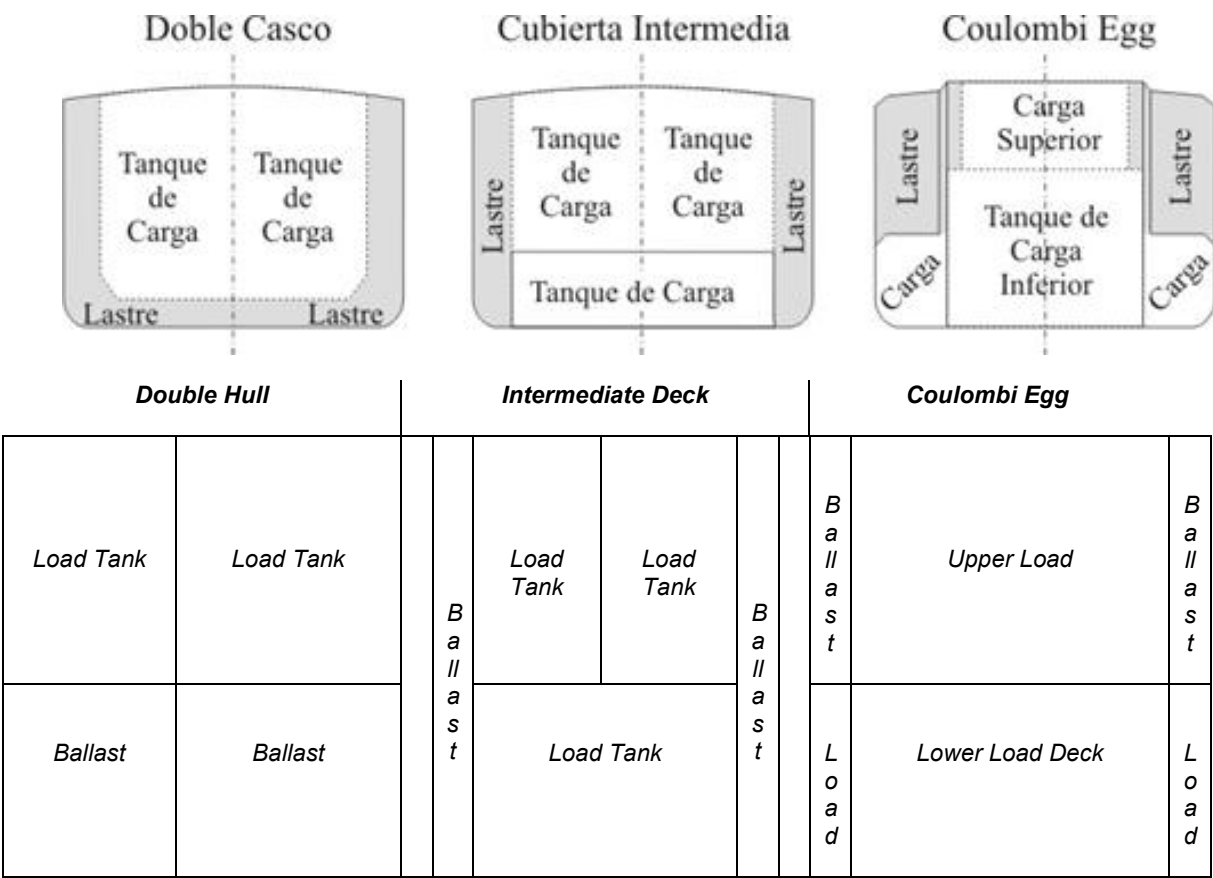 Doble Casco
Cubierta Intermedia
Coulombi Egg
Tanque
de
Carga
Tanque
de
Carga
Lastre
Lastre
Tanque
de
Carga
Tanque
de
Carga
Lastre
Lastre
Tanque de Carga
Carga
Superior
Lastre
Lastre
Tanque de
Carga
Inferior
Carga
Carga
Double Hull
Intermediate Deck
Coulombi Egg
Load Tank
Load Tank
Ballast
Ballast
Ballast
Load
Tank
Load
Tank
Ballast
Load Tank
Ballast
Upper Load
Ballast
Load
Lower Load Deck
Load